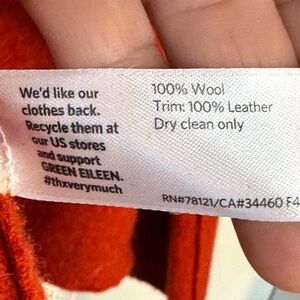 We'd like our
clothes back.
Recycle them at
our US stores
and support
GREEN EILEEN.
#thxverymuch
100% Wool
Trim: 100% Leather
Dry clean only
RN#78121/CA#34460 F4